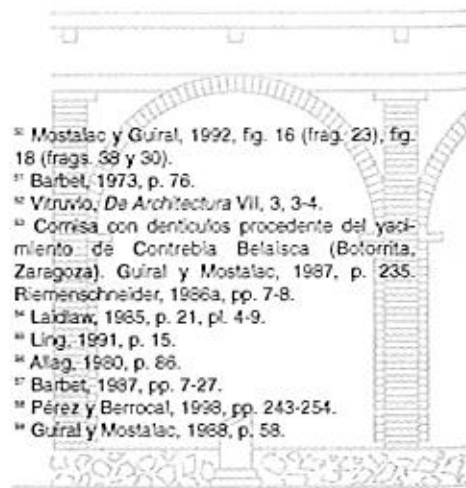 ⁵⁰ Mostalac y Guiral, 1992, fig. 16 (frag. 23), fig.
18 (frags. 38 y 30).
⁵¹ Barbet, 1973, p. 76.
⁵² Vitruvio, De Architectura VII, 3, 3-4.
⁵³ Cornisa con dentículos procedente del yaci-
miento de Contrebia Belaisca (Botorrita,
Zaragoza). Guiral y Mostalac, 1987, p. 235.
Riemenschneider, 1986a, pp. 7-8.
⁵⁴ Laidlaw, 1985, p. 21, pl. 4-9.
⁵⁵ Ling, 1991, p. 15.
⁵⁶ Allag, 1980, p. 86.
⁵⁷ Barbet, 1987, pp. 7-27.
⁵⁸ Pérez y Berrocal, 1998, pp. 243-254.
⁵⁹ Guiral y Mostalac, 1988, p. 58.